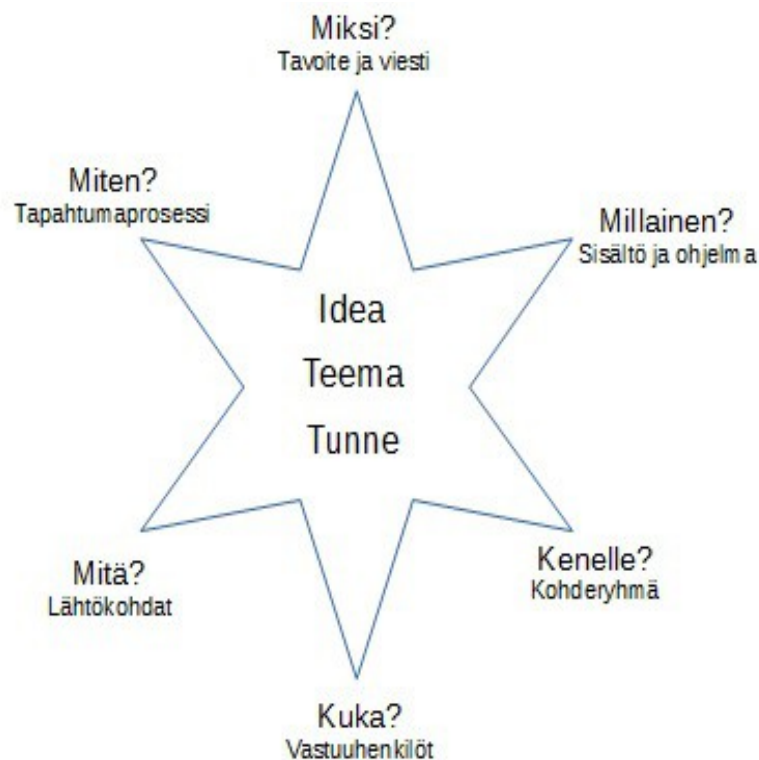 Miksi?
Tavoite ja viesti
Miten?
Tapahtumaprosessi
Millainen?
Sisältö ja ohjelma
Idea
Teema
Tunne
Mitä?
Lähtökohdat
Kenelle?
Kohderyhmä
Kuka?
Vastuuhenkilöt